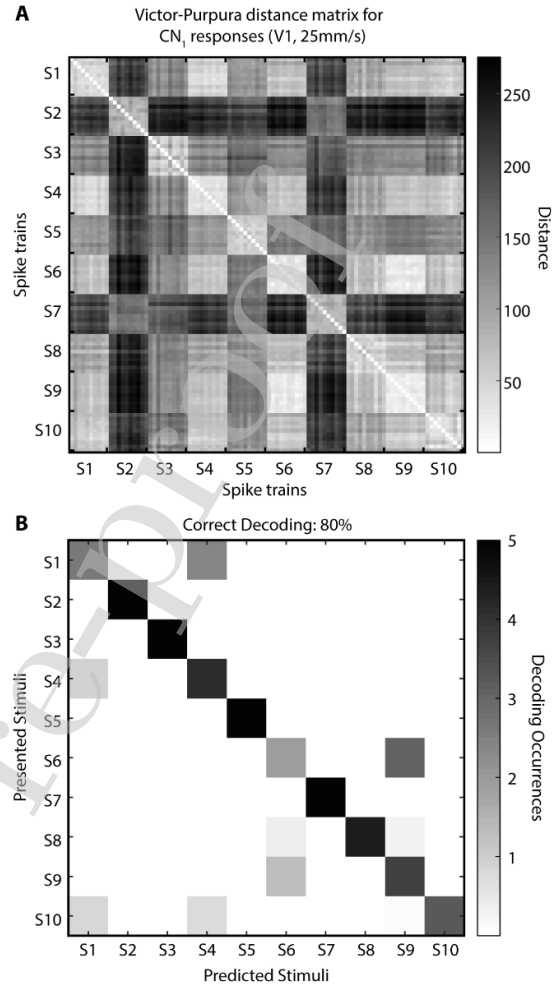 A
Victor-Purpura distance matrix for
CN1 responses (V1, 25mm/s)
S1
S2
S3
S4
S5
S6
S7
S8
S9
S10
Spike trains
S1 S2 S3 S4 S5 S6 S7 S8 S9 S10
Spike trains
250
200
150
100
50
Distance
B
Correct Decoding: 80%
S1
S2
S3
S4
S5
S6
S7
S8
S9
S10
Presented Stimuli
S1 S2 S3 S4 S5 S6 S7 S8 S9 S10
Predicted Stimuli
5
4
3
2
1
Decoding Occurrences
re-proof